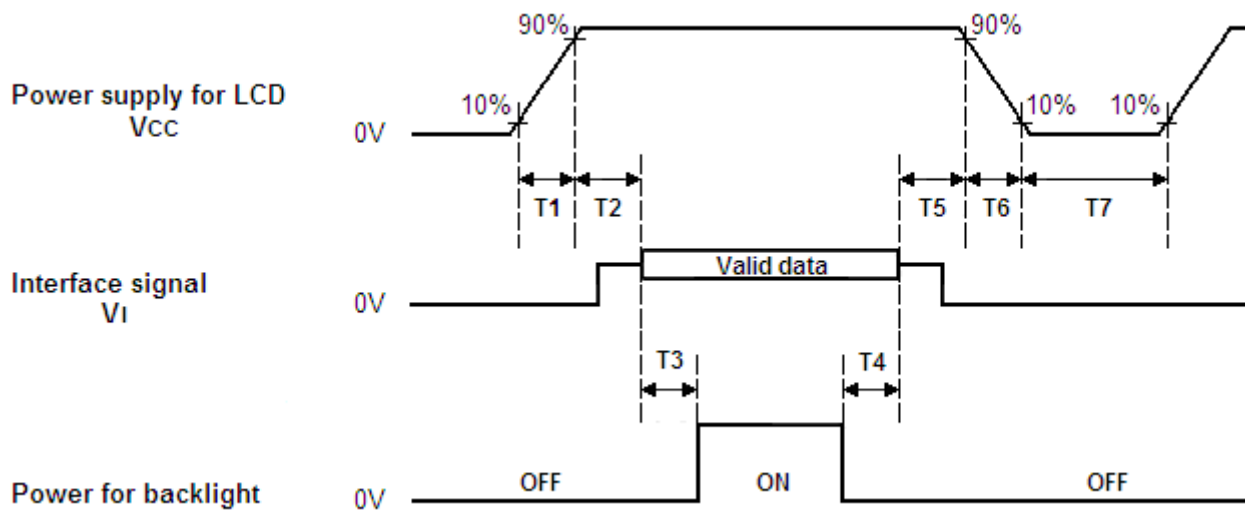 90% 90%
Power supply for LCD
VCC
10% 10% 10%
0V
T1 T2 T5 T6 T7
Valid data
Interface signal
VI
0V
T3 T4
OFF ON OFF
Power for backlight
0V